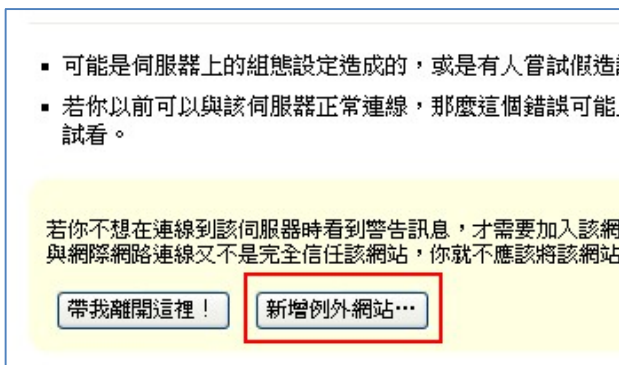 ▪ 可能是伺服器上的組態設定造成的，或是有人嘗試假造
▪ 若你以前可以與該伺服器正常連線，那麼這個錯誤可能
試看。
若你不想在連線到該伺服器時看到警告訊息，才需要加入該網
與網際網路連線又不是完全信任該網站，你就不應該將該網站
帶我離開這裡！ 新增例外網站…